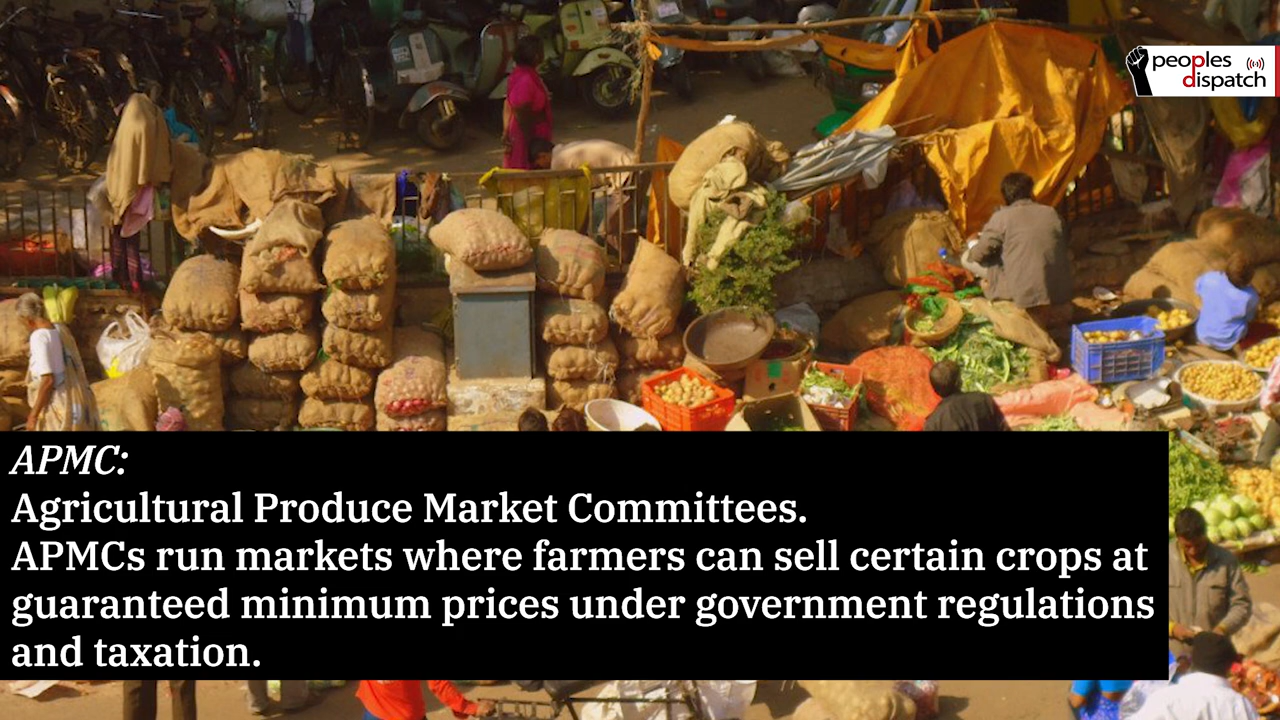 peoples
dispatch
APMC:
Agricultural Produce Market Committees.
APMCs run markets where farmers can sell certain crops at
guaranteed minimum prices under government regulations
and taxation.